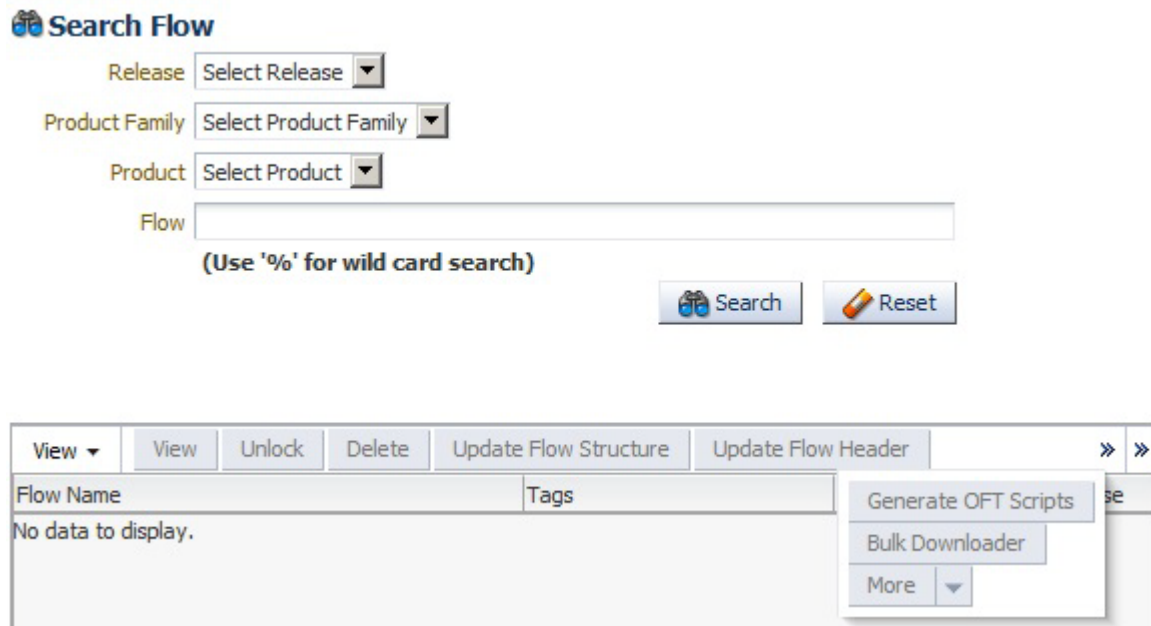 Search Flow
Release Select Release
Product Family Select Product Family
Product Select Product
Flow
(Use '%' for wild card search)
Search Reset
View View Unlock Delete Update Flow Structure Update Flow Header » »
Flow Name Tags se
Generate OFT Scripts
No data to display.
Bulk Downloader
More